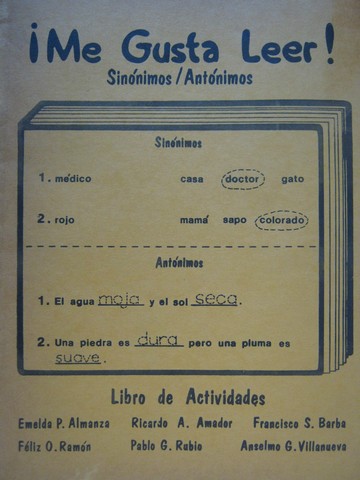 ¡Me Gusta Leer!
Sinónimos/Antónimos
Sinónimos
1. médico casa doctor gato
2. rojo mamá sapo colorado
Antónimos
1. El agua moja y el sol seca.
2. Una piedra es dura pero una pluma es
suave.
Libro de Actividades
Emelda P. Almanza Ricardo A. Amador Francisco S. Barba
Féliz O. Ramón Pablo G. Rubio Anselmo G. Villanueva